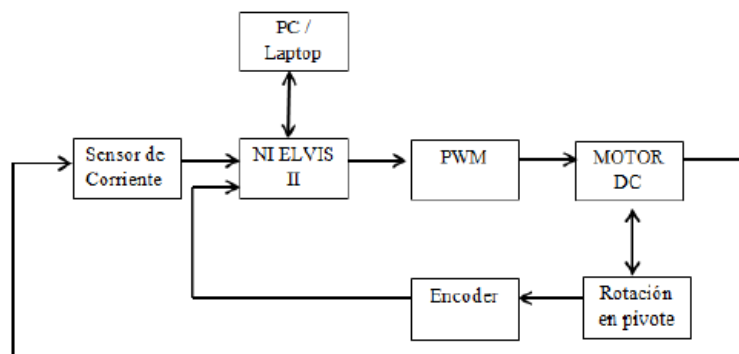 PC /
Laptop
Sensor de
Corriente
NI ELVIS
II
PWM
MOTOR
DC
Encoder
Rotación
en pivote